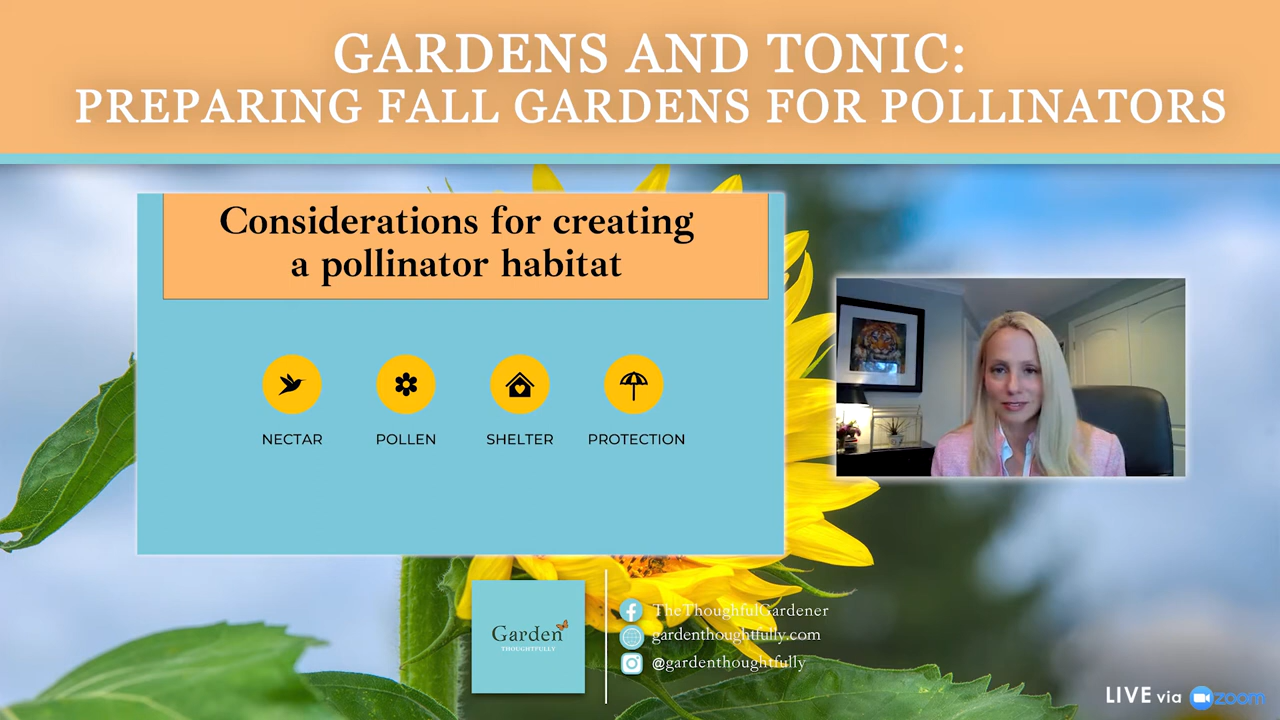 GARDENS AND TONIC:
PREPARING FALL GARDENS FOR POLLINATORS
Considerations for creating
a pollinator habitat
NECTAR
POLLEN
SHELTER
PROTECTION
Garden
THOUGHTFULLY
TheThoughfulGardener
gardenthoughtfully.com
@gardenthoughtfully
LIVE via zoom